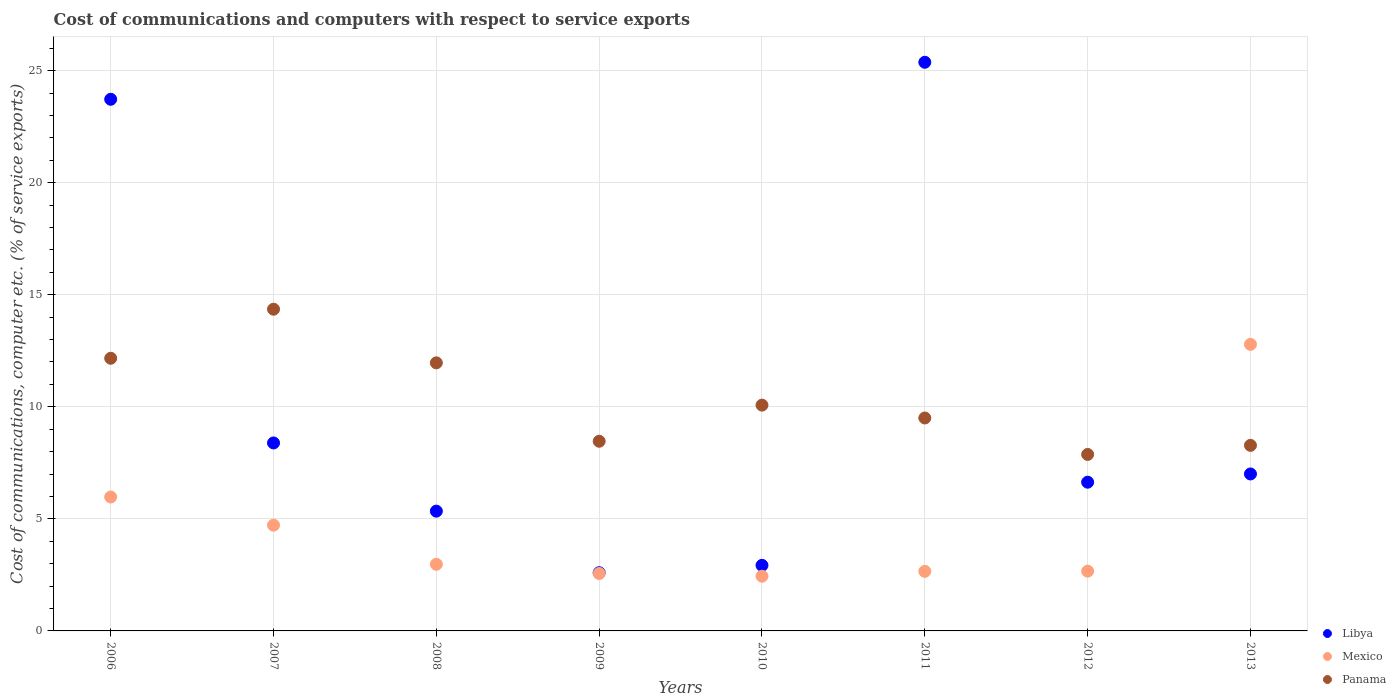 Cost of communications and computers with respect to service exports
Cost of communications, computer etc. (% of service exports)
25
20
15
10
5
0
2006
2007
2008
2009
2010
2011
2012
2013
Years
Libya
Mexico
Panama